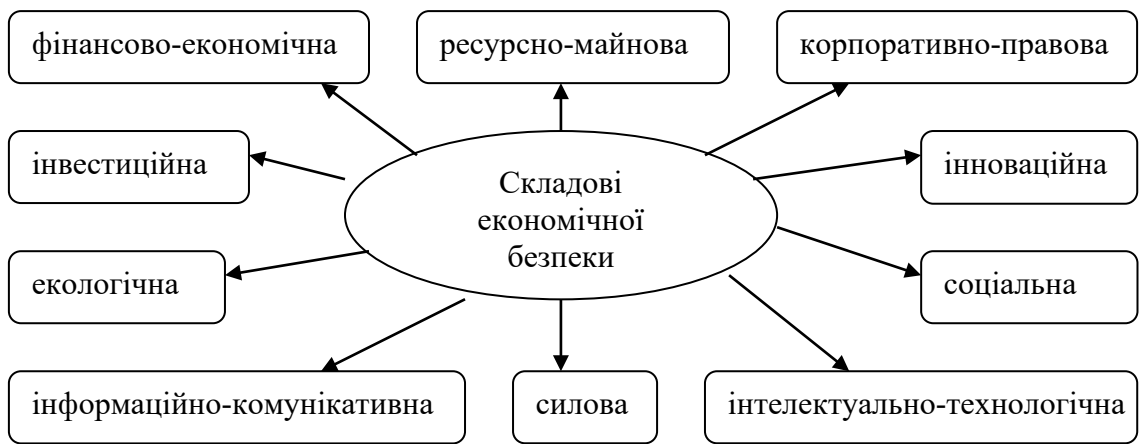 фінансово-економічна
ресурсно-майнова
корпоративно-правова
інвестиційна
Складові
економічної
безпеки
інноваційна
екологічна
соціальна
інформаційно-комунікативна
силова
інтелектуально-технологічна